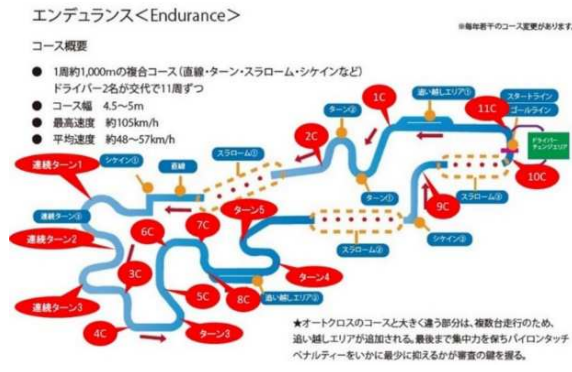 エンデュランス<Endurance>
※毎年若干のコース変更があります。
コース概要
● 1周約1,000mの複合コース(直線・ターン・スラローム・シケインなど)
ドライバー2名が交代で11周ずつ
● コース幅 4.5~5m
● 最高速度 約105km/h
● 平均速度 約48~57km/h
追い越しエリア①
1C
ターン②
2C
11C
スタートライン
ゴールライン
ドライバー
チェンジエリア
10C
連続ターン1
シケイン①
直線
スラローム①
ターン①
スラローム③
9C
連続ターン③
ターン5
連続ターン2
6C
7C
スラローム②
シケイン②
3C
ターン4
連続ターン3
5C
8C
追い越しエリア②
4C
ターン3
★オートクロスのコースと大きく違う部分は、複数台走行のため、
追い越しエリアが追加される。最後まで集中力を保ちパイロンタッチ
ペナルティーをいかに最少に抑えるかが審査の鍵を握る。